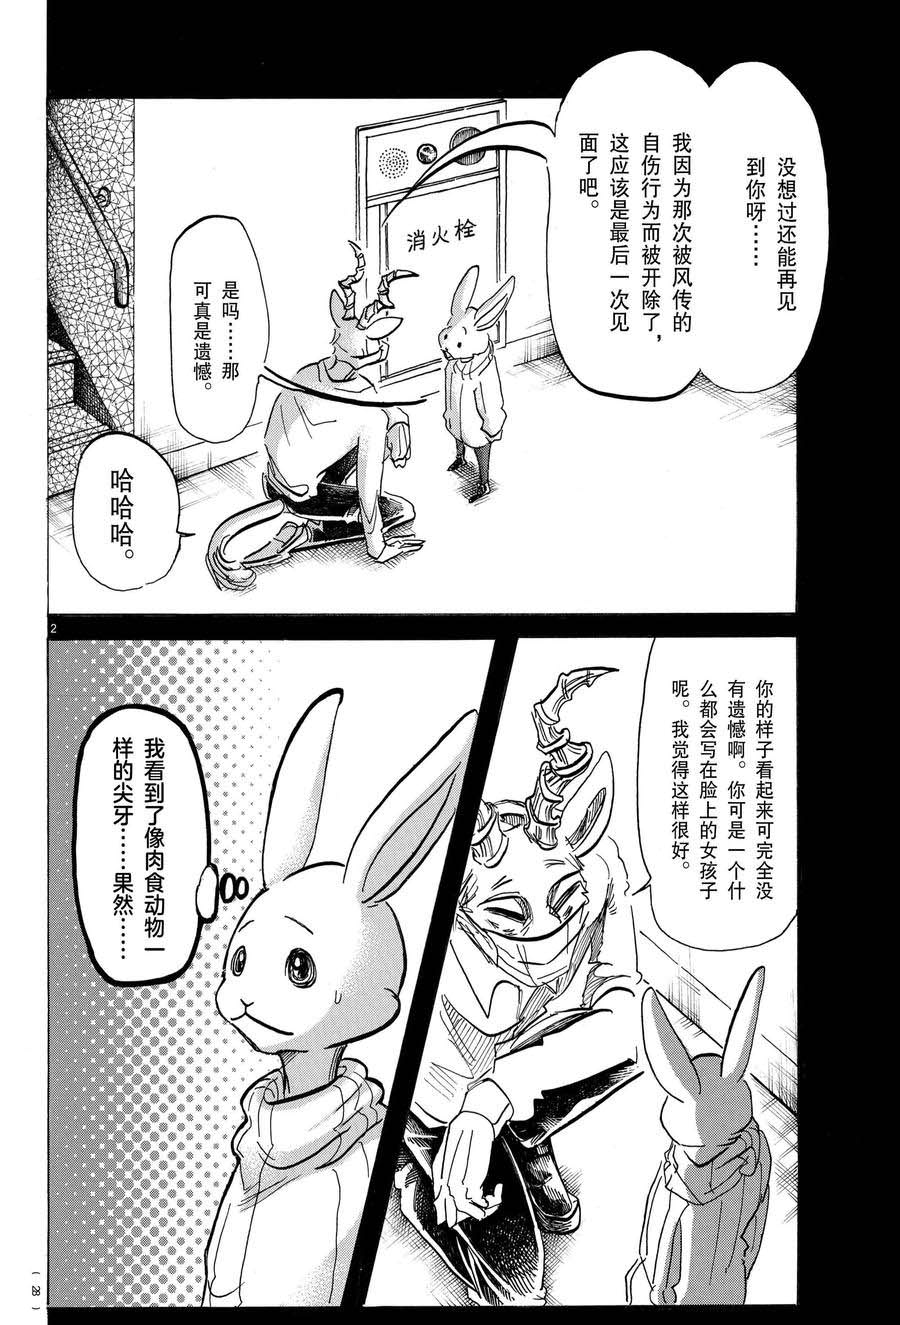 没想过还能再见
到你呀……
我因为那次被风传的
自伤行为而被开除了，
这应该是最后一次见
面了吧。
消火栓
是吗……那
可真是遗憾。
哈哈哈。
2
你的样子看起来可完全没
有遗憾啊。你可是一个什
么都会写在脸上的女孩子
呢。我觉得这样很好。
我看到了像肉食动物一
样的尖牙……果然……
( 28 )